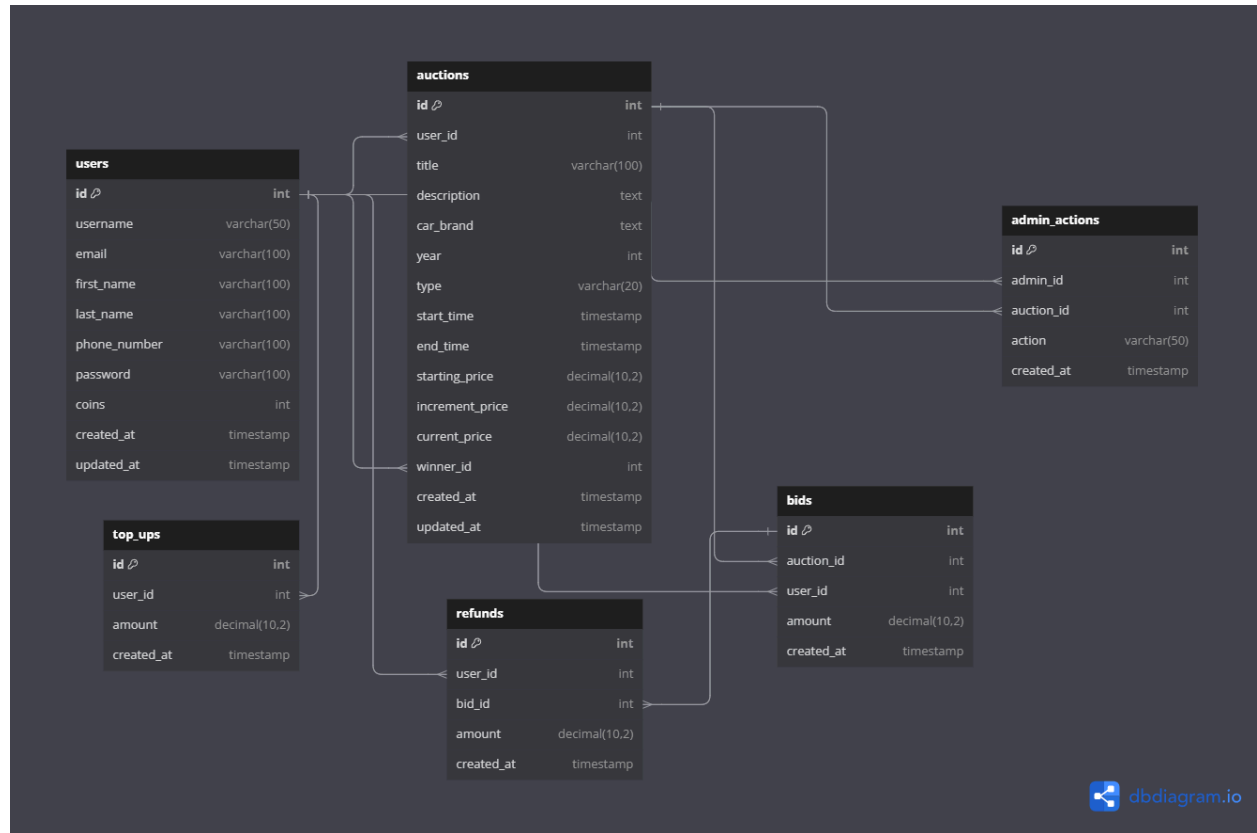 users
id int
username varchar(50)
email varchar(100)
first_name varchar(100)
last_name varchar(100)
phone_number varchar(100)
password varchar(100)
coins int
created_at timestamp
updated_at timestamp
top_ups
id int
user_id int
amount decimal(10,2)
created_at timestamp
auctions
id int
user_id int
title varchar(100)
description text
car_brand text
year int
type varchar(20)
start_time timestamp
end_time timestamp
starting_price decimal(10,2)
increment_price decimal(10,2)
current_price decimal(10,2)
winner_id int
created_at timestamp
updated_at timestamp
refunds
id int
user_id int
bid_id int
amount decimal(10,2)
created_at timestamp
bids
id int
auction_id int
user_id int
amount decimal(10,2)
created_at timestamp
admin_actions
id int
admin_id int
auction_id int
action varchar(50)
created_at timestamp
dbdiagram.io